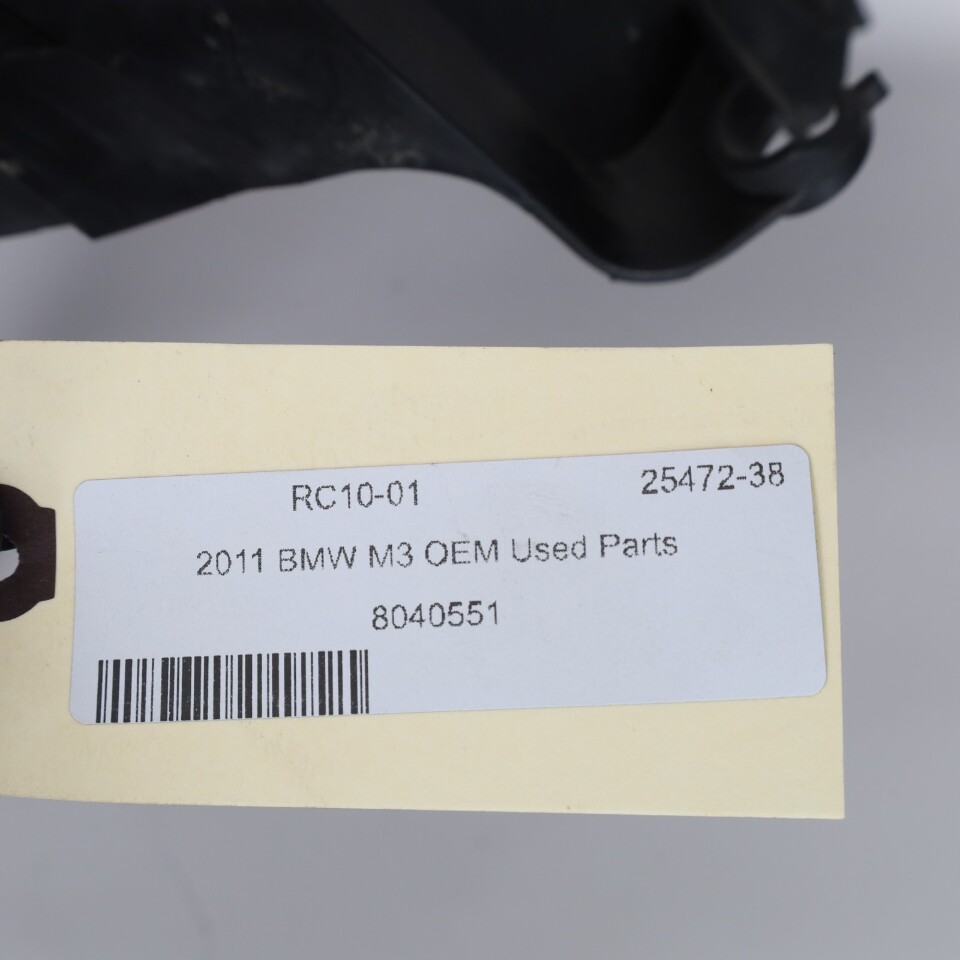 RC10-01 25472-38
2011 BMW M3 OEM Used Parts
8040551